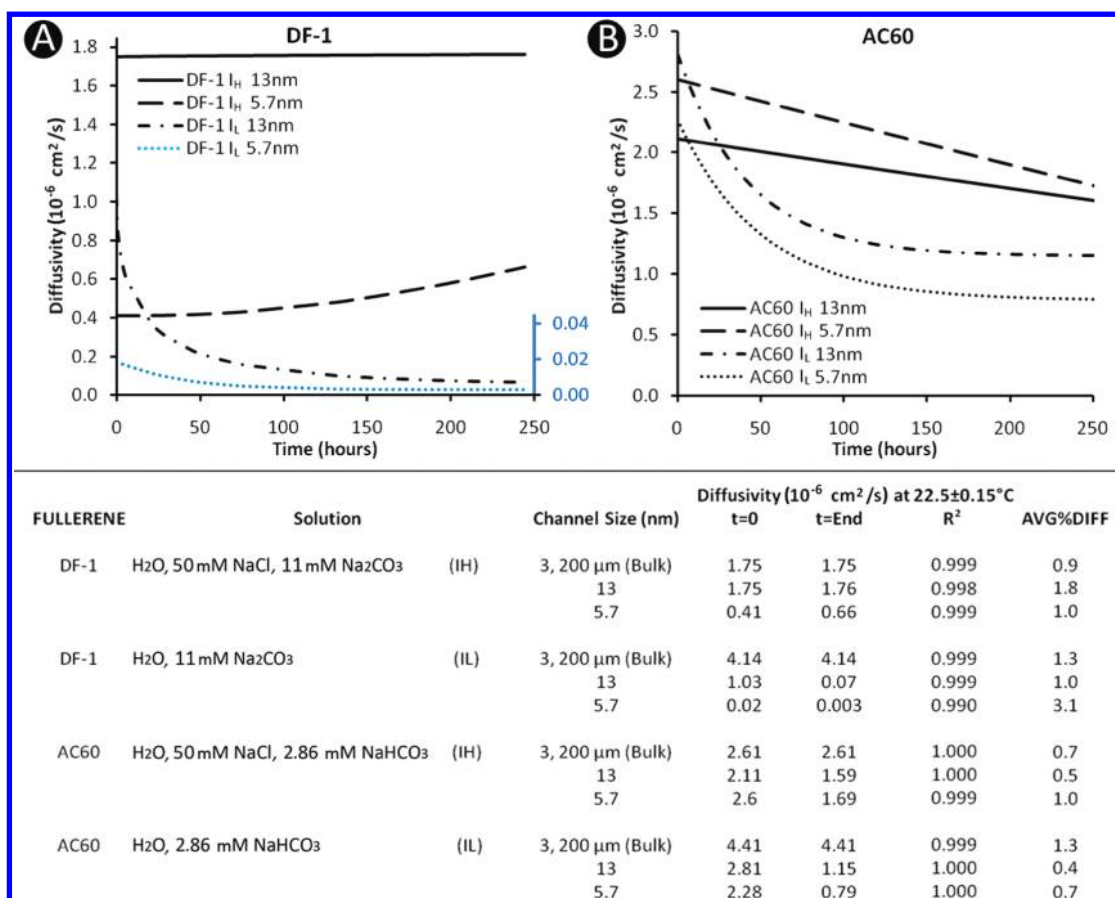 A
DF-1
Diffusivity (10⁻⁶ cm²/s)
1.8
1.6
1.4
1.2
1.0
0.8
0.6
0.4
0.2
0.0
DF-1 IH 13nm
DF-1 IH 5.7nm
DF-1 IL 13nm
DF-1 IL 5.7nm
0.04
0.02
0.00
0 50 100 150 200 250
Time (hours)
B
AC60
Diffusivity (10⁻⁶ cm²/s)
3.0
2.5
2.0
1.5
1.0
0.5
0.0
AC60 IH 13nm
AC60 IH 5.7nm
AC60 IL 13nm
AC60 IL 5.7nm
0 50 100 150 200 250
Time (hours)
Diffusivity (10⁻⁶ cm²/s) at 22.5±0.15°C
FULLERENE Solution Channel Size (nm) t=0 t=End R² AVG%DIFF
DF-1 H2O, 50mM NaCl, 11mM Na2CO3 (IH) 3, 200 µm (Bulk) 1.75 1.75 0.999 0.9
13 1.75 1.76 0.998 1.8
5.7 0.41 0.66 0.999 1.0
DF-1 H2O, 11mM Na2CO3 (IL) 3, 200 µm (Bulk) 4.14 4.14 0.999 1.3
13 1.03 0.07 0.999 1.0
5.7 0.02 0.003 0.990 3.1
AC60 H2O, 50mM NaCl, 2.86 mM NaHCO3 (IH) 3, 200 µm (Bulk) 2.61 2.61 1.000 0.7
13 2.11 1.59 1.000 0.5
5.7 2.6 1.69 0.999 1.0
AC60 H2O, 2.86 mM NaHCO3 (IL) 3, 200 µm (Bulk) 4.41 4.41 0.999 1.3
13 2.81 1.15 1.000 0.4
5.7 2.28 0.79 1.000 0.7